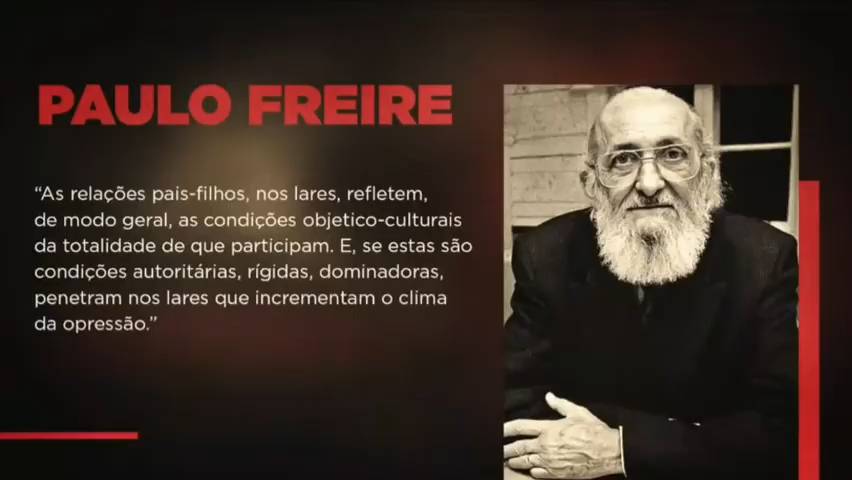 PAULO FREIRE
“As relações pais-filhos, nos lares, refletem,
de modo geral, as condições objetico-culturais
da totalidade de que participam. E, se estas são
condições autoritárias, rígidas, dominadoras,
penetram nos lares que incrementam o clima
da opressão.”